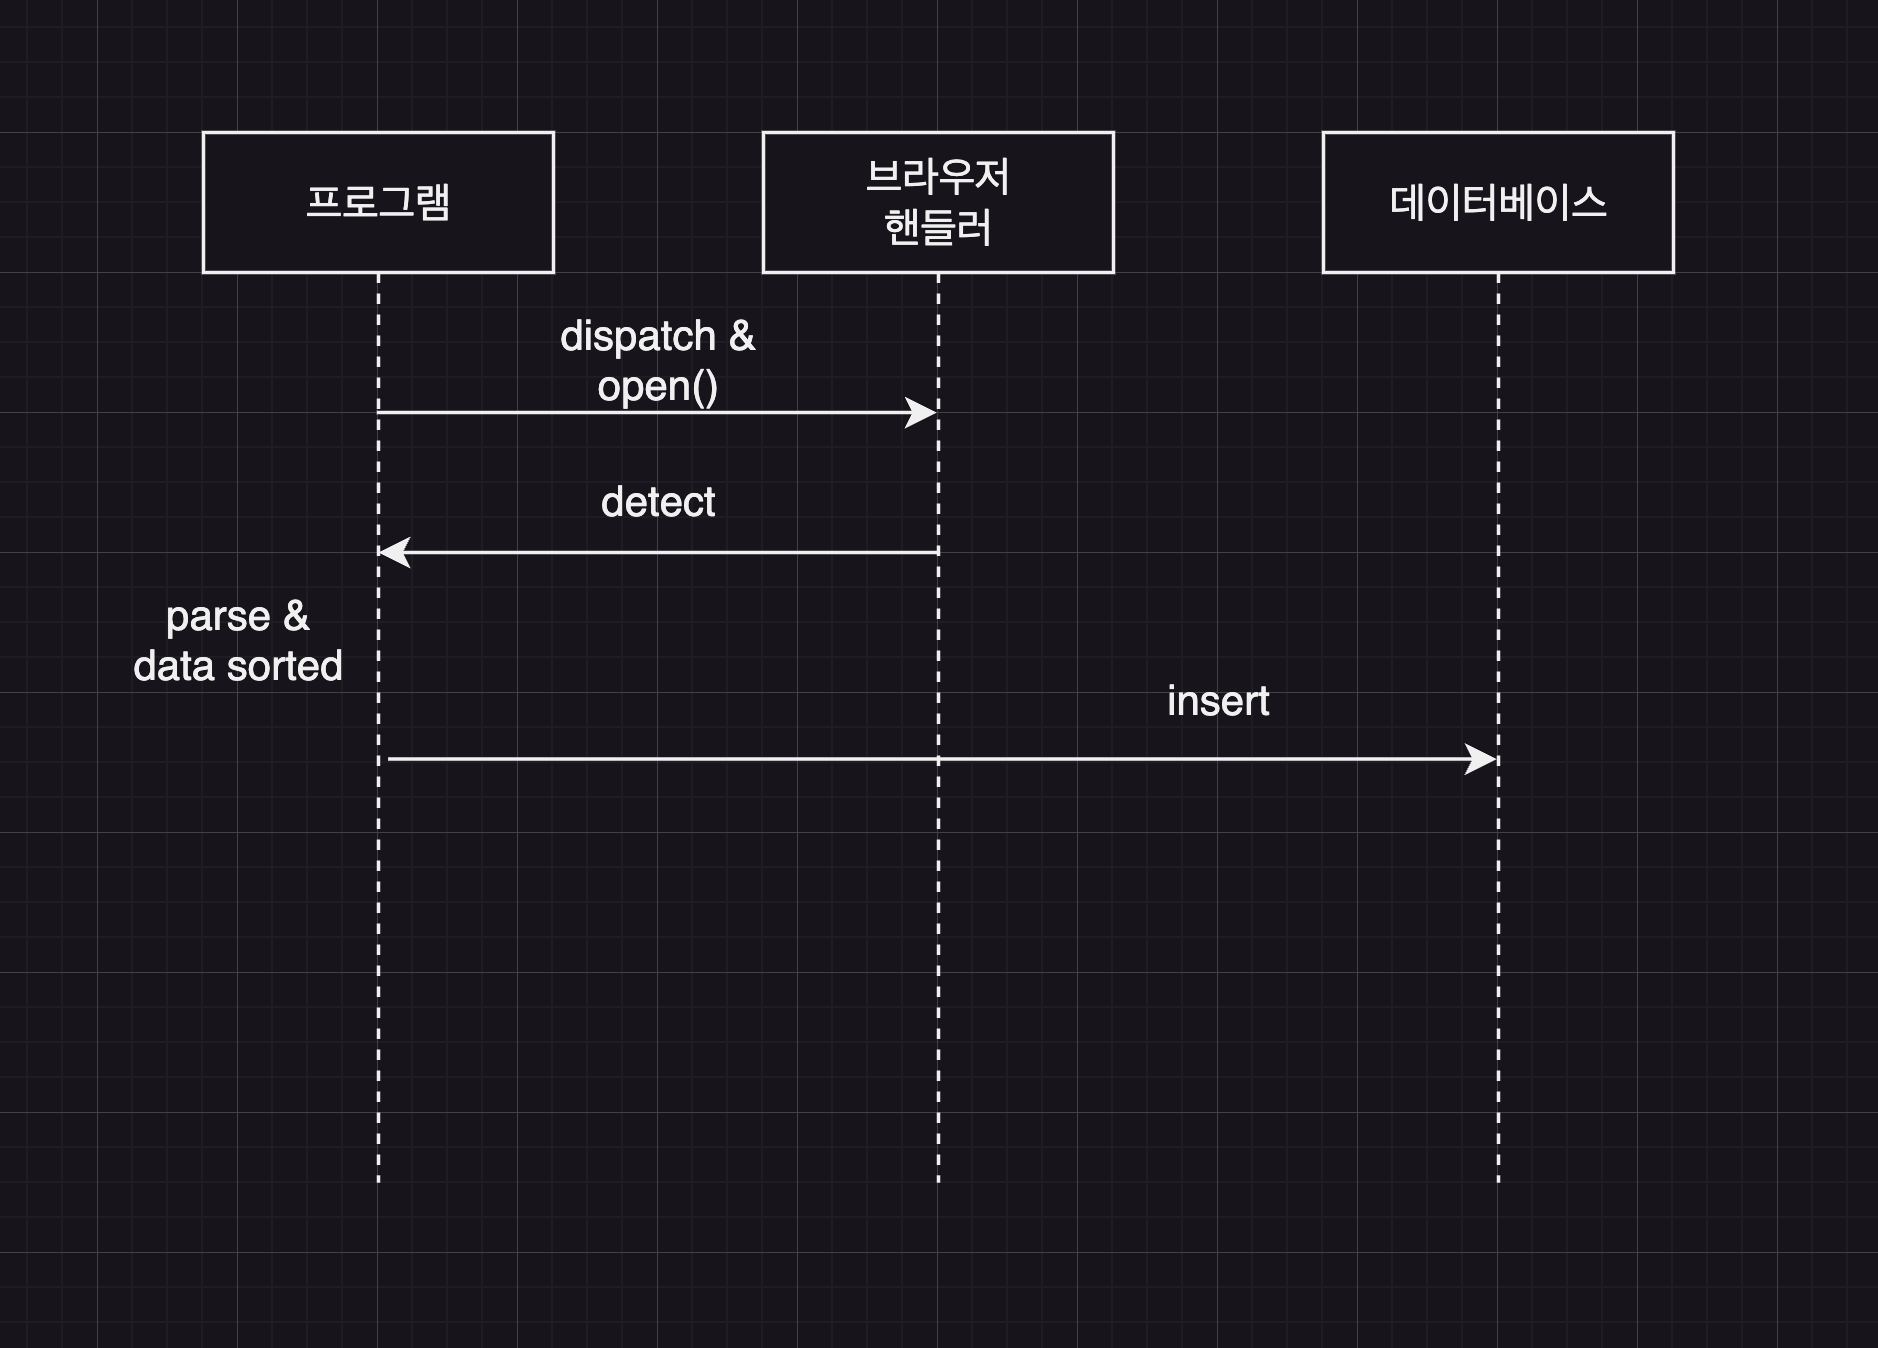 프로그램
브라우저
핸들러
데이터베이스
dispatch &
open()
detect
parse &
data sorted
insert